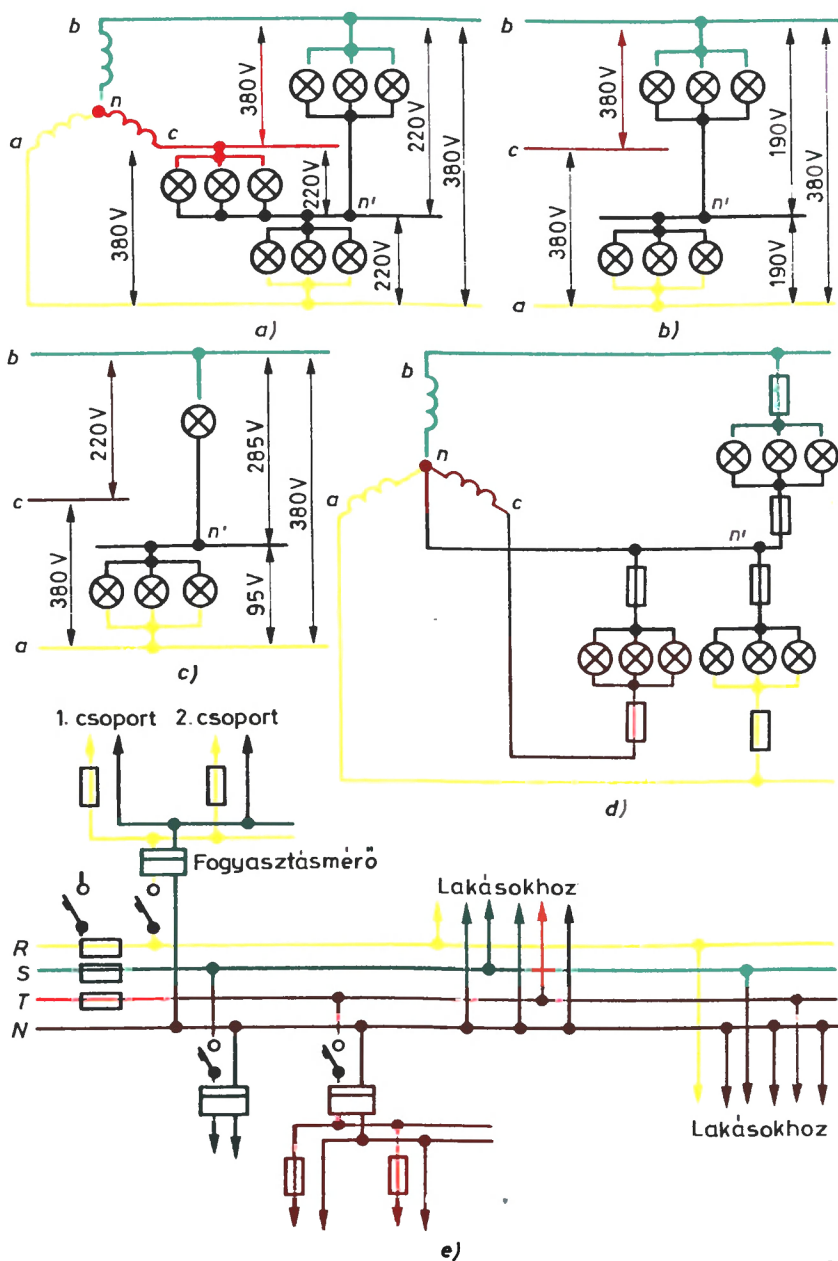 b
n
a
c
380V
380V
220V
220V
220V
380V
n'
a)
b
c
a
380V
380V
190V
190V
380V
n'
b)
b
c
a
220V
380V
285V
95V
380V
n'
c)
b
n
a
c
n'
d)
1. csoport 2. csoport
Fogyasztásmérő
Lakásokhoz
R
S
T
N
Lakásokhoz
e)